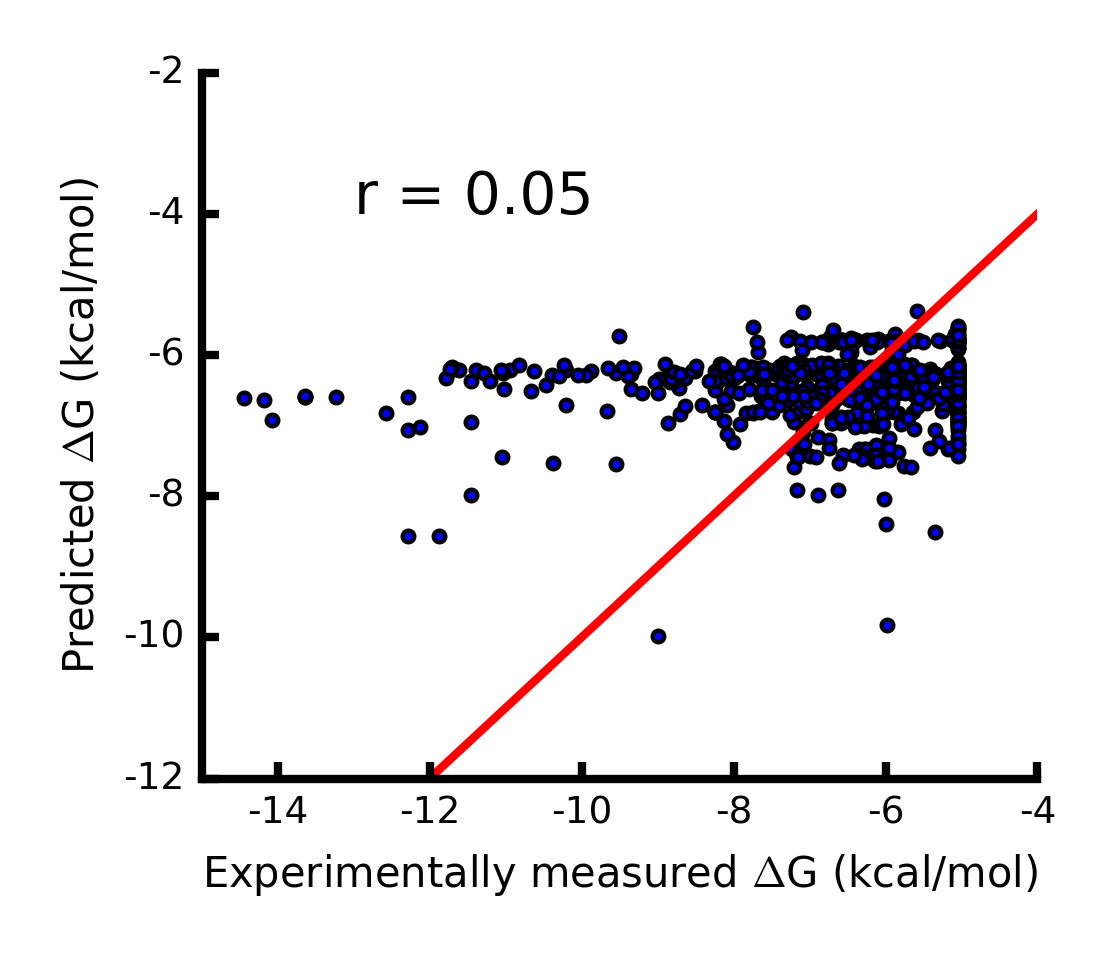 -2
-4
-6
-8
-10
-12
Predicted ΔG (kcal/mol)
r = 0.05
-14 -12 -10 -8 -6 -4
Experimentally measured ΔG (kcal/mol)